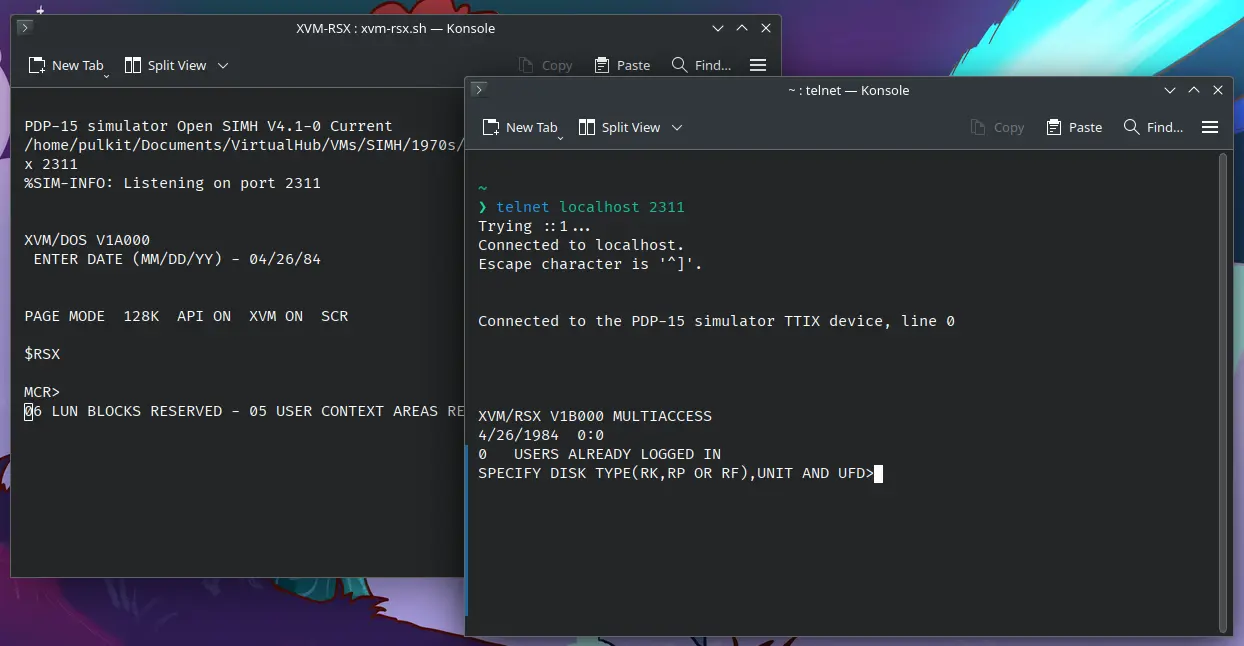 XVM-RSX : xvm-rsx.sh — Konsole
New Tab Split View Copy Paste Find...
PDP-15 simulator Open SIMH V4.1-0 Current
/home/pulkit/Documents/VirtualHub/VMs/SIMH/1970s/
x 2311
%SIM-INFO: Listening on port 2311
XVM/DOS V1A000
ENTER DATE (MM/DD/YY) - 04/26/84
PAGE MODE 128K API ON XVM ON SCR
$RSX
MCR>
06 LUN BLOCKS RESERVED - 05 USER CONTEXT AREAS RE
~ : telnet — Konsole
New Tab Split View Copy Paste Find...
~
❯ telnet localhost 2311
Trying ::1...
Connected to localhost.
Escape character is '^]'.
Connected to the PDP-15 simulator TTIX device, line 0
XVM/RSX V1B000 MULTIACCESS
4/26/1984 0:0
0 USERS ALREADY LOGGED IN
SPECIFY DISK TYPE(RK,RP OR RF),UNIT AND UFD>